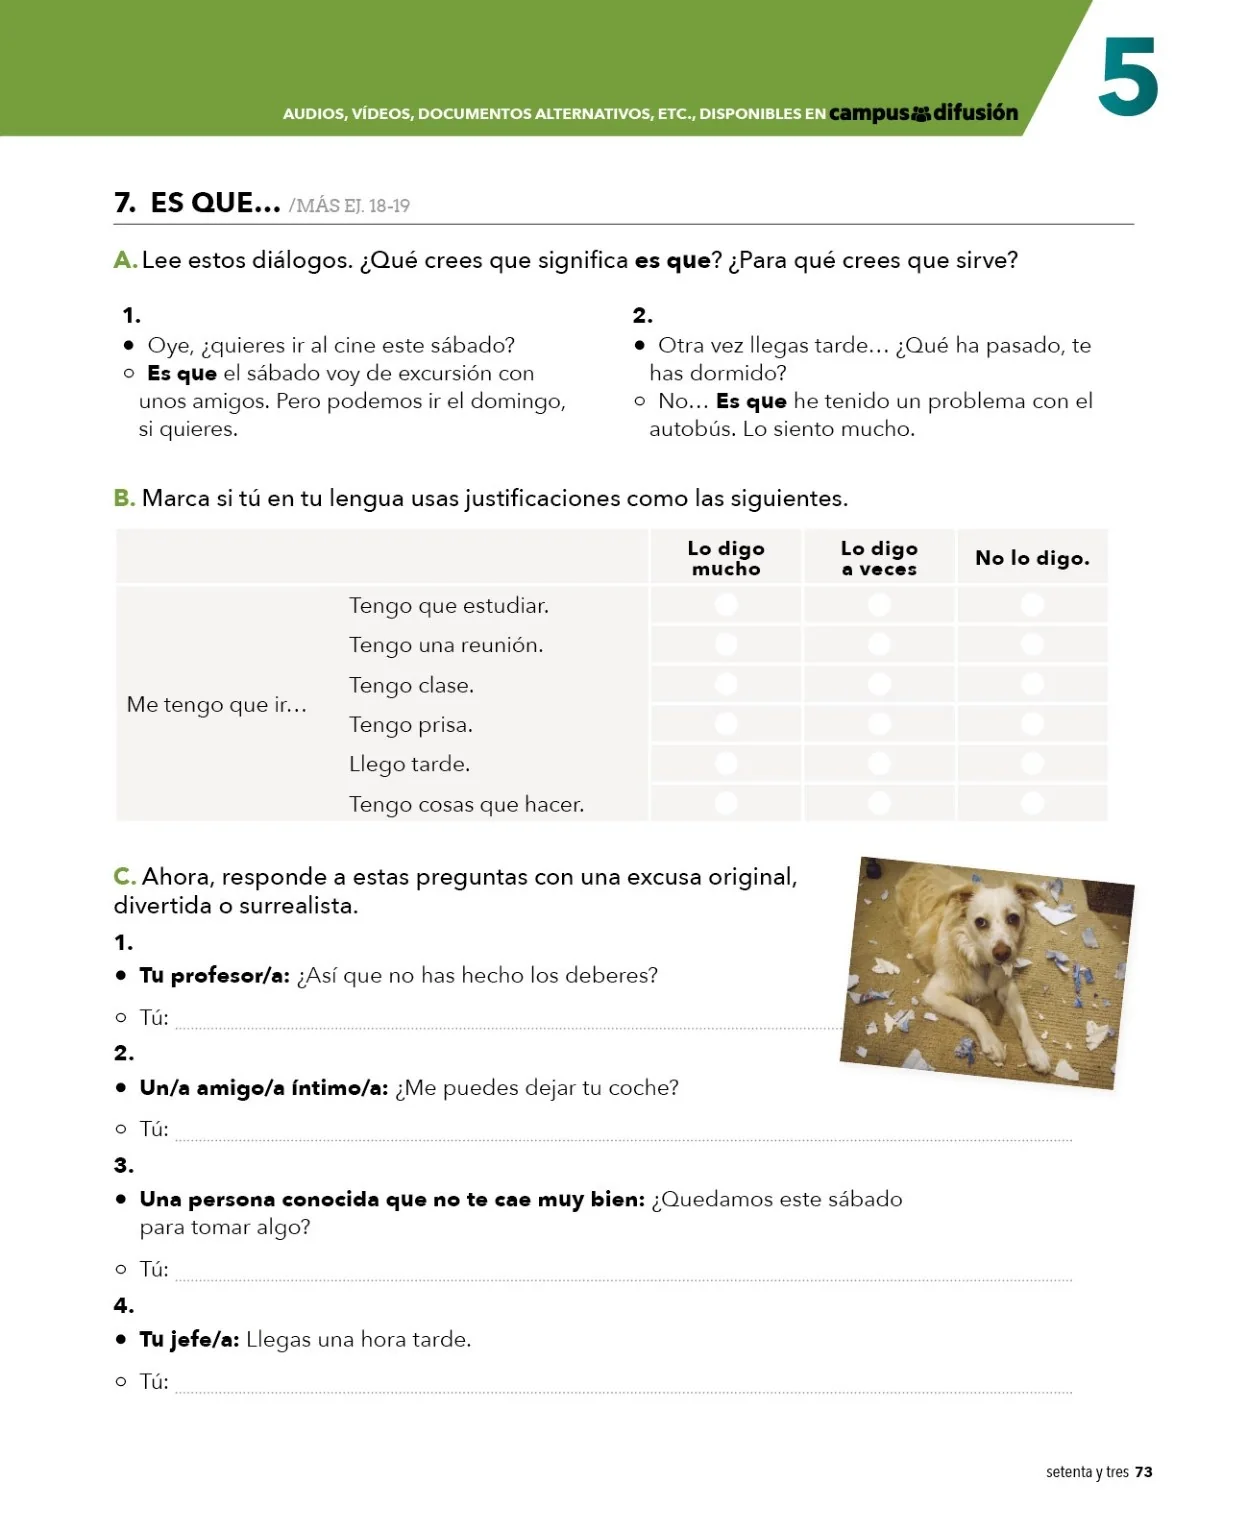 5
AUDIOS, VÍDEOS, DOCUMENTOS ALTERNATIVOS, ETC., DISPONIBLES EN campus difusión
7. ES QUE... /MÁS EJ. 18-19
A. Lee estos diálogos. ¿Qué crees que significa es que? ¿Para qué crees que sirve?
1.
● Oye, ¿quieres ir al cine este sábado?
○ Es que el sábado voy de excursión con
unos amigos. Pero podemos ir el domingo,
si quieres.
2.
● Otra vez llegas tarde... ¿Qué ha pasado, te
has dormido?
○ No... Es que he tenido un problema con el
autobús. Lo siento mucho.
B. Marca si tú en tu lengua usas justificaciones como las siguientes.
Lo digo
mucho
Lo digo
a veces
No lo digo.
Me tengo que ir...
Tengo que estudiar.
Tengo una reunión.
Tengo clase.
Tengo prisa.
Llego tarde.
Tengo cosas que hacer.
C. Ahora, responde a estas preguntas con una excusa original,
divertida o surrealista.
1.
● Tu profesor/a: ¿Así que no has hecho los deberes?
○ Tú:
2.
● Un/a amigo/a íntimo/a: ¿Me puedes dejar tu coche?
○ Tú:
3.
● Una persona conocida que no te cae muy bien: ¿Quedamos este sábado
para tomar algo?
○ Tú:
4.
● Tu jefe/a: Llegas una hora tarde.
○ Tú:
setenta y tres 73